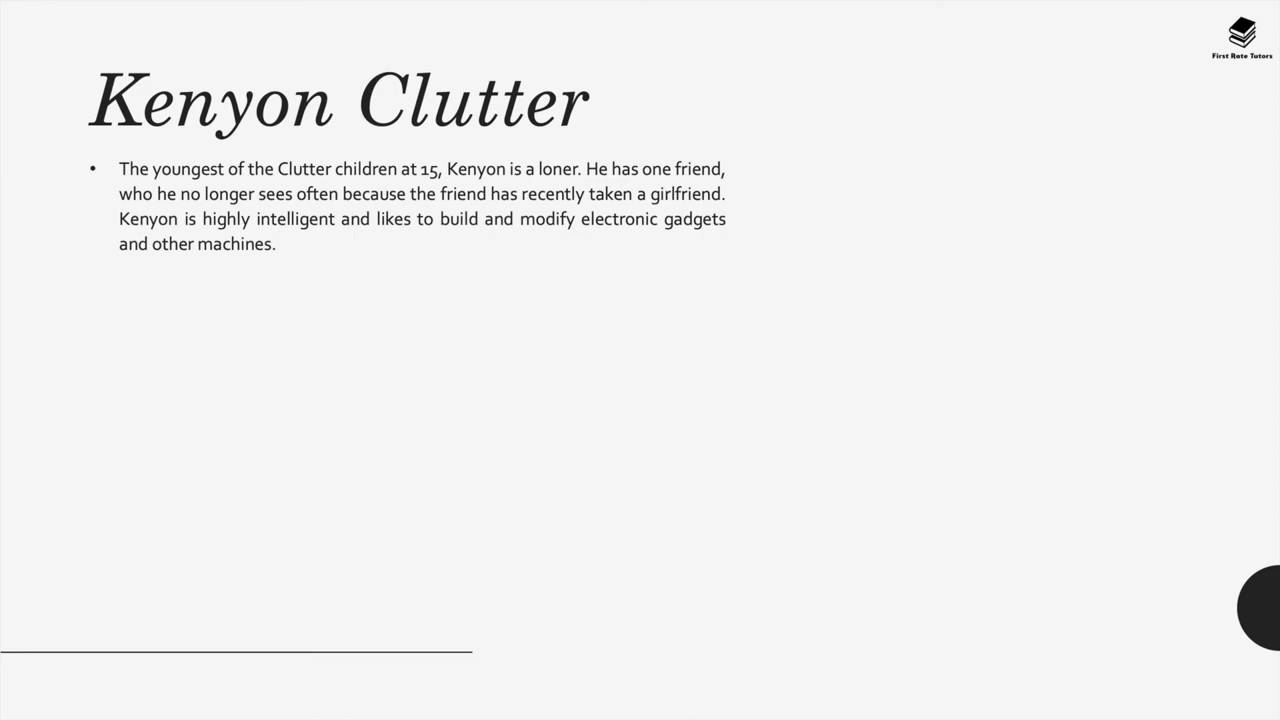 First Rate Tutors
Kenyon Clutter
• The youngest of the Clutter children at 15, Kenyon is a loner. He has one friend,
who he no longer sees often because the friend has recently taken a girlfriend.
Kenyon is highly intelligent and likes to build and modify electronic gadgets
and other machines.